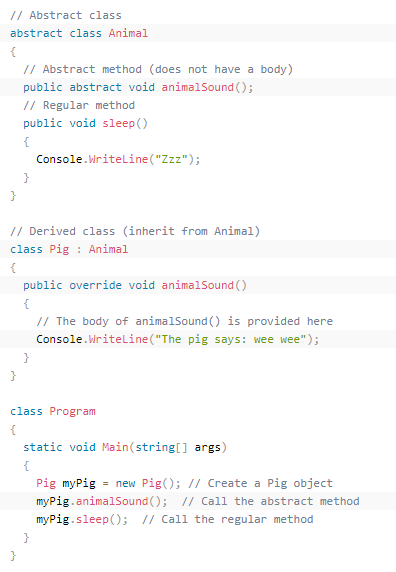 // Abstract class
abstract class Animal
{
  // Abstract method (does not have a body)
  public abstract void animalSound();
  // Regular method
  public void sleep()
  {
    Console.WriteLine("Zzz");
  }
}

// Derived class (inherit from Animal)
class Pig : Animal
{
  public override void animalSound()
  {
    // The body of animalSound() is provided here
    Console.WriteLine("The pig says: wee wee");
  }
}

class Program
{
  static void Main(string[] args)
  {
    Pig myPig = new Pig(); // Create a Pig object
    myPig.animalSound();  // Call the abstract method
    myPig.sleep();  // Call the regular method
  }
}